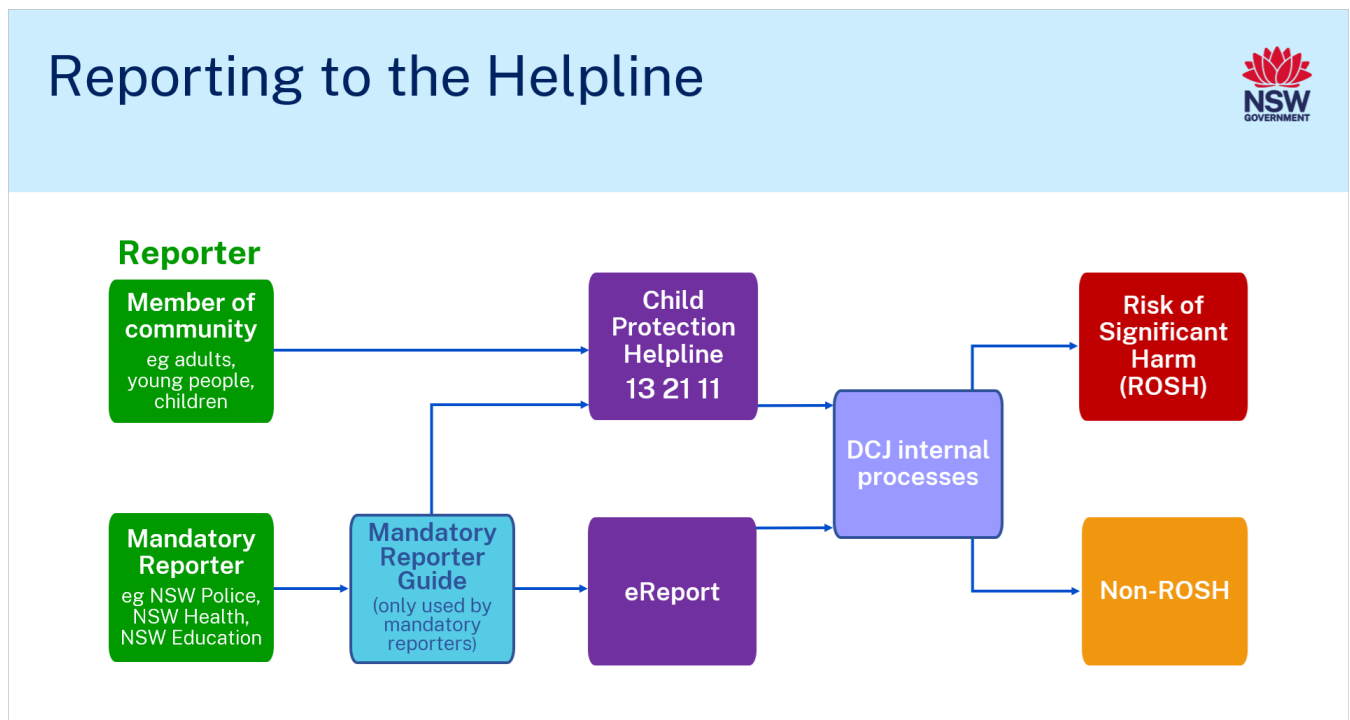 Reporting to the Helpline
NSW
GOVERNMENT
Reporter
Member of
community
eg adults,
young people,
children
Child
Protection
Helpline
13 21 11
Risk of
Significant
Harm
(ROSH)
DCJ internal
processes
Mandatory
Reporter
eg NSW Police,
NSW Health,
NSW Education
Mandatory
Reporter
Guide
(only used by
mandatory
reporters)
eReport
Non-ROSH